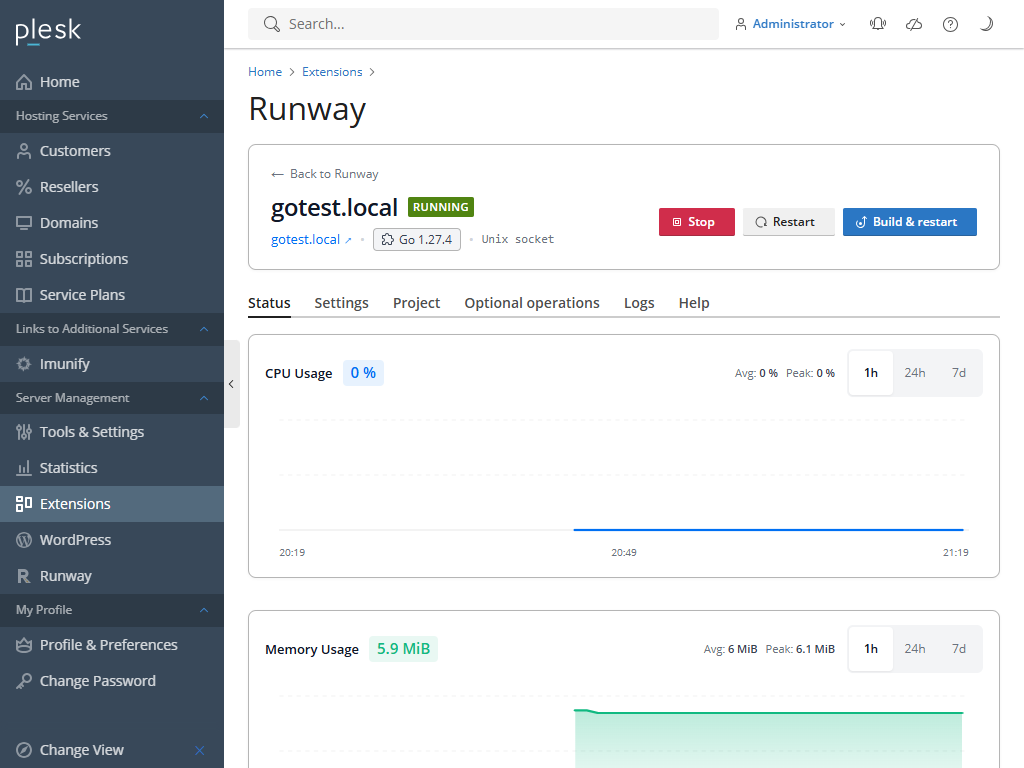 plesk
Search...
Administrator
Home
Hosting Services
Customers
Resellers
Domains
Subscriptions
Service Plans
Links to Additional Services
Imunify
Server Management
Tools & Settings
Statistics
Extensions
WordPress
Runway
My Profile
Profile & Preferences
Change Password
Change View
Home > Extensions >
Runway
← Back to Runway
gotest.local RUNNING
gotest.local ↗ • Go 1.27.4 • Unix socket
Stop Restart Build & restart
Status Settings Project Optional operations Logs Help
CPU Usage 0 % Avg: 0 % Peak: 0 % 1h 24h 7d
20:19 20:49 21:19
Memory Usage 5.9 MiB Avg: 6 MiB Peak: 6.1 MiB 1h 24h 7d